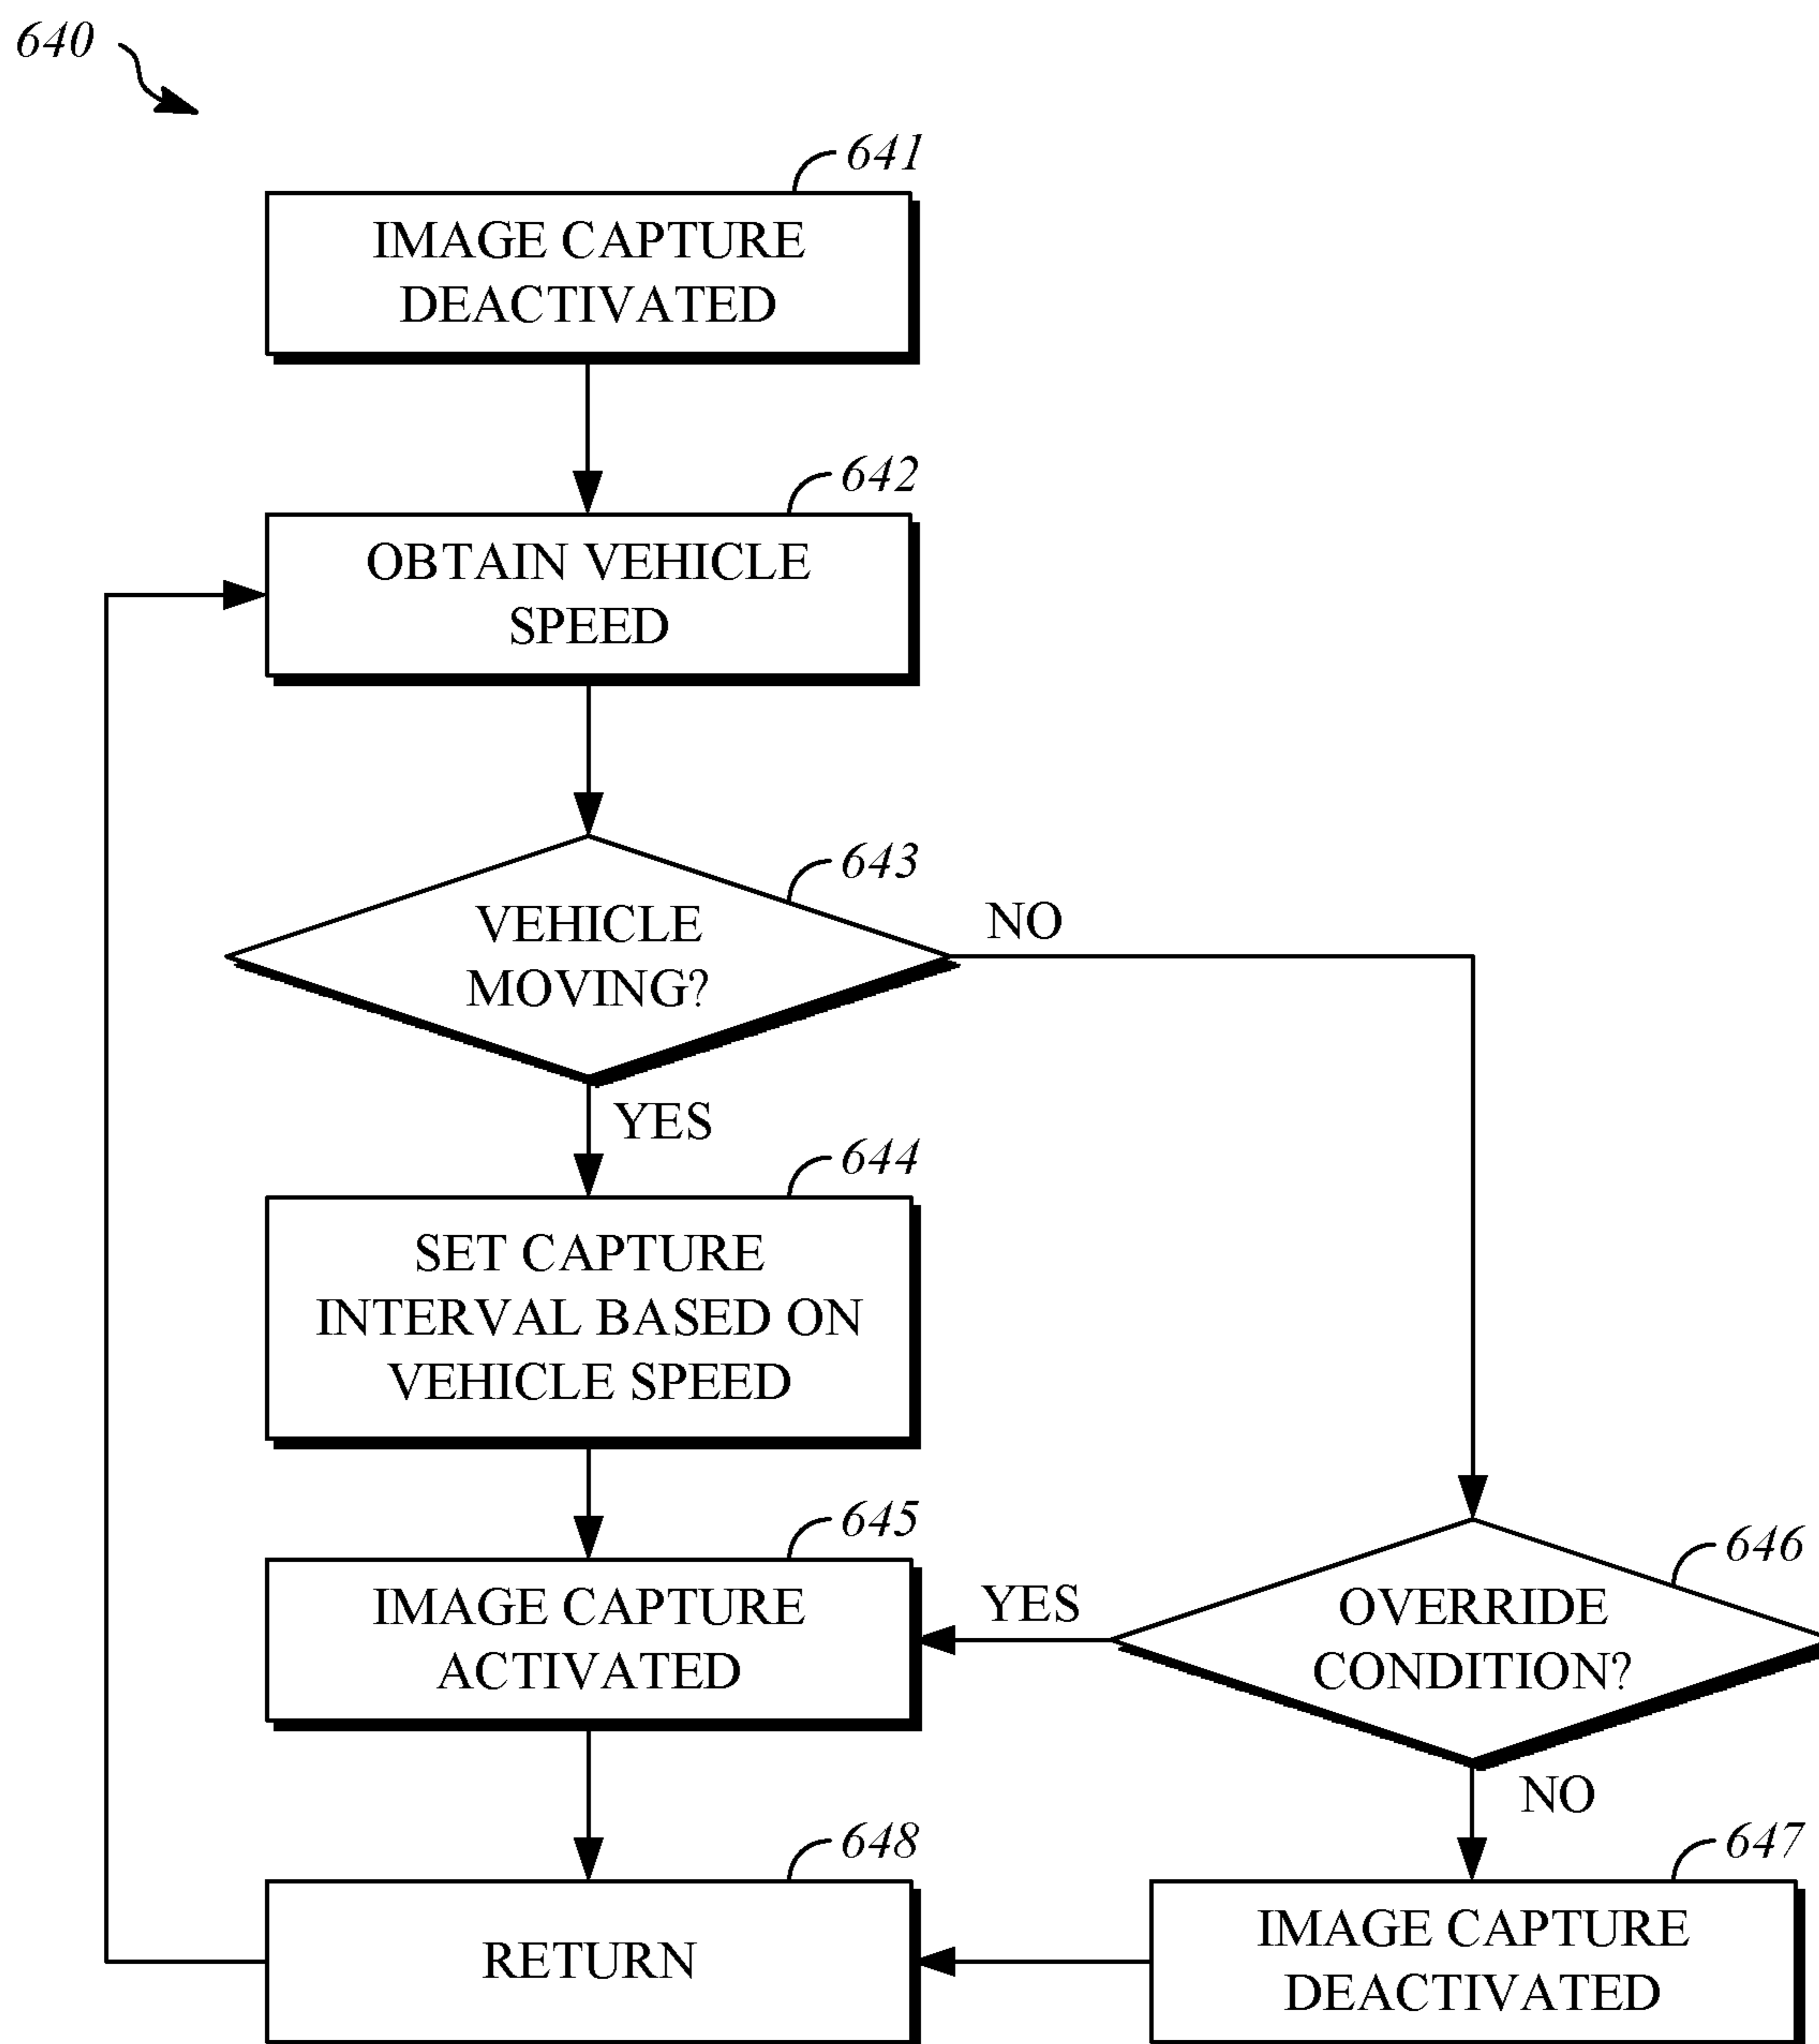 640
641
IMAGE CAPTURE
DEACTIVATED
642
OBTAIN VEHICLE
SPEED
643
VEHICLE
MOVING?
NO
YES
644
SET CAPTURE
INTERVAL BASED ON
VEHICLE SPEED
645
IMAGE CAPTURE
ACTIVATED
YES
646
OVERRIDE
CONDITION?
NO
648
RETURN
647
IMAGE CAPTURE
DEACTIVATED